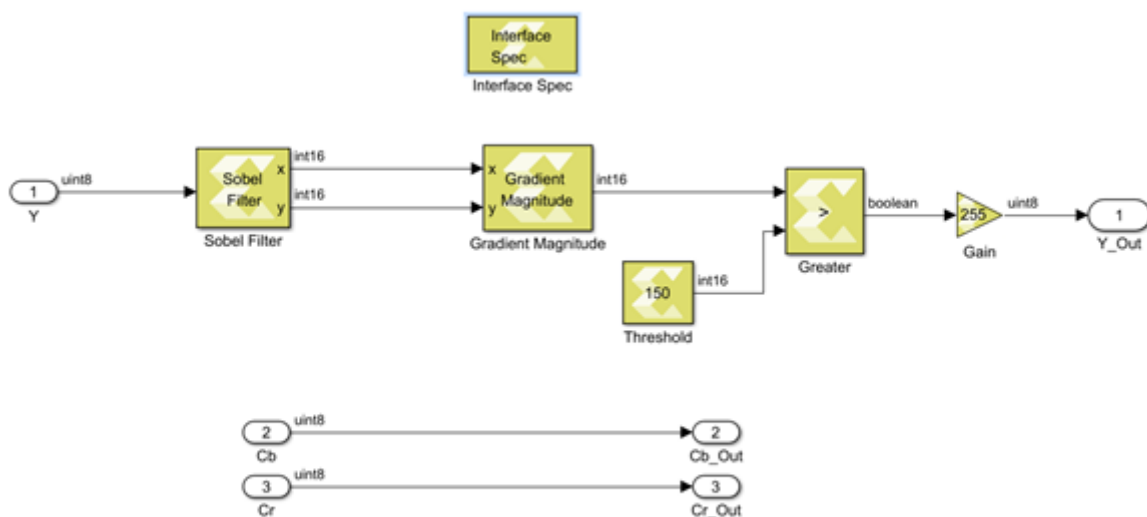 Interface
Spec
Interface Spec
1
Y
uint8
Sobel
Filter
x
y
Sobel Filter
int16
int16
x
y
Gradient
Magnitude
Gradient Magnitude
int16
150
Threshold
int16
>
Greater
boolean
255
Gain
uint8
1
Y_Out
2
Cb
uint8
2
Cb_Out
3
Cr
uint8
3
Cr_Out